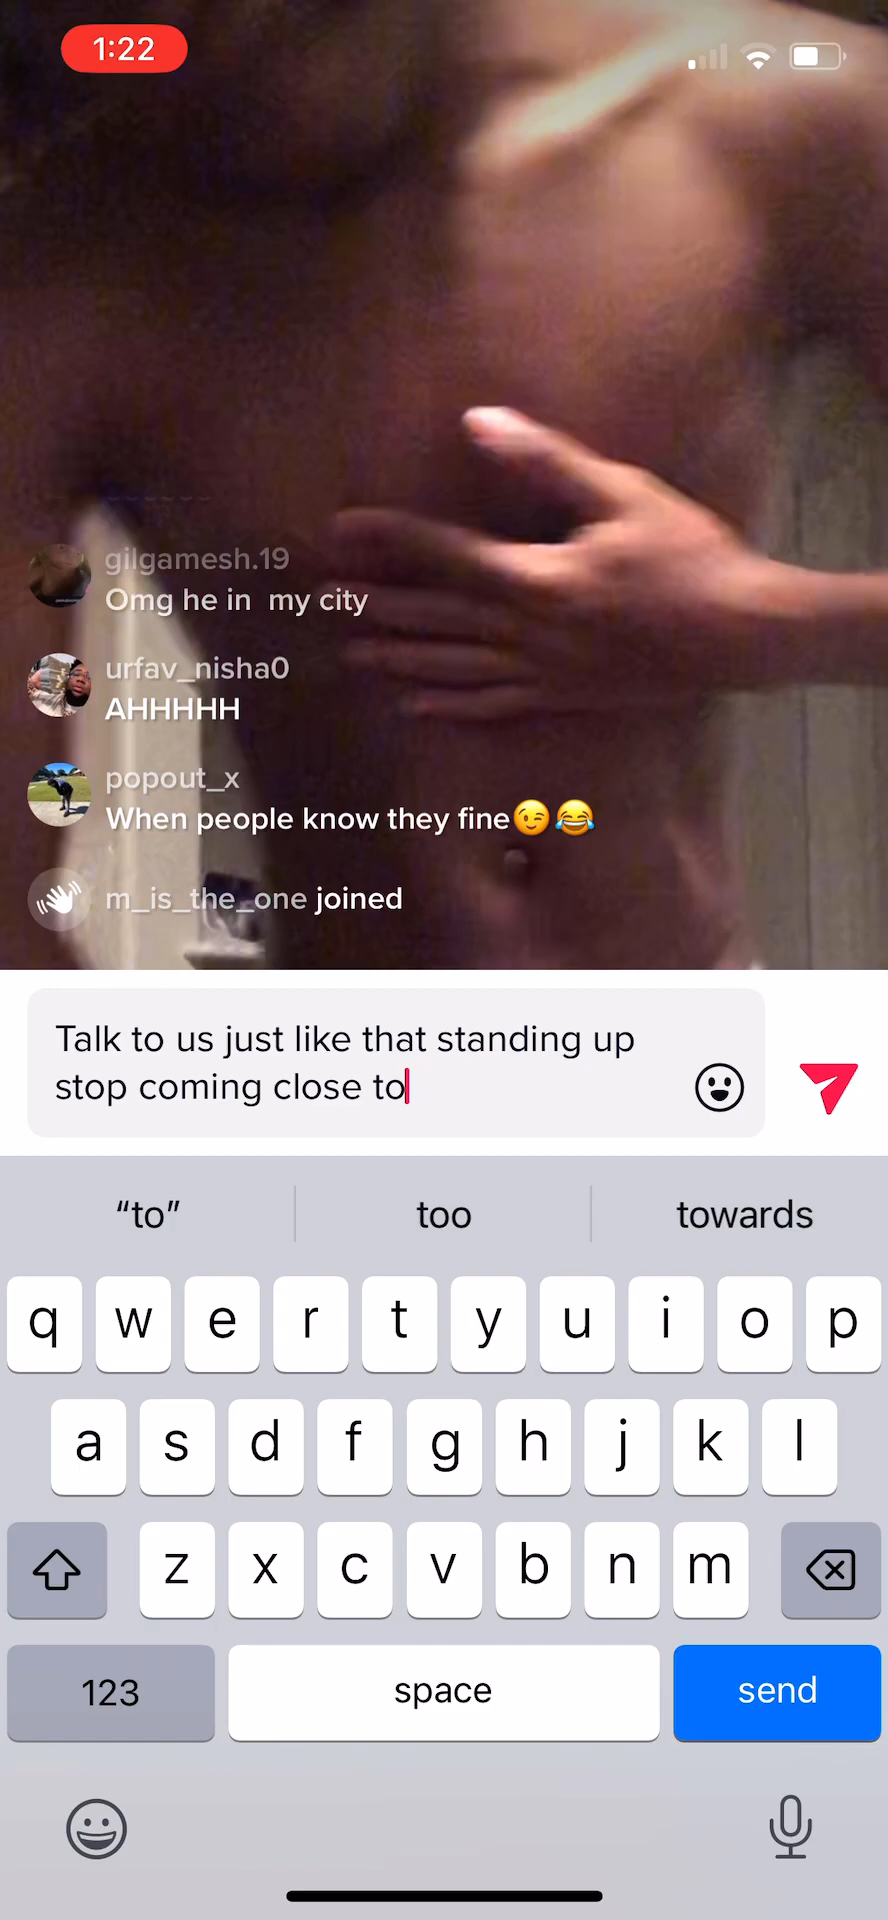 1:22
gilgamesh.19
Omg he in my city
urfav_nisha0
AHHHHH
popout_x
When people know they fine😉😂
m_is_the_one joined
Talk to us just like that standing up
stop coming close to
“to” too towards
q w e r t y u i o p
a s d f g h j k l
z x c v b n m
123 space send